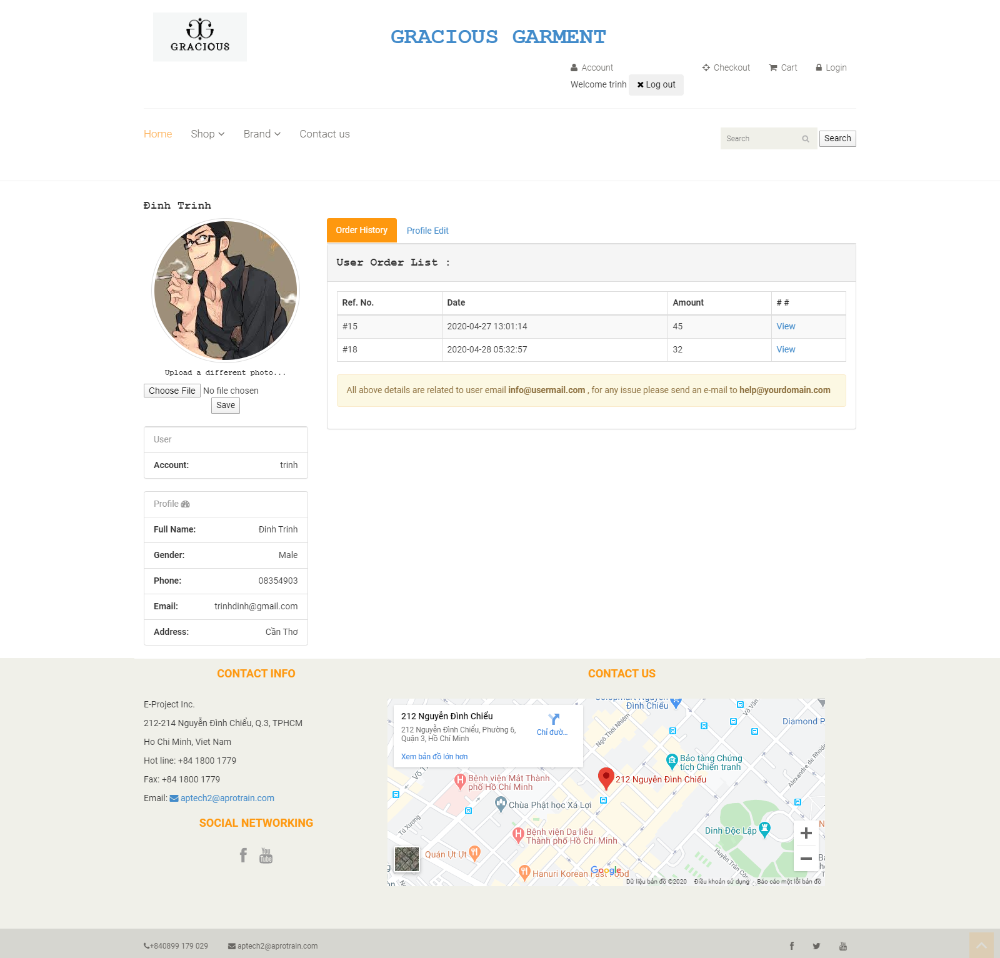 GRACIOUS
GRACIOUS GARMENT
Account
Checkout
Cart
Login
Welcome trinh
Log out
Home
Shop
Brand
Contact us
Search
Search
Đinh Trinh
Upload a different photo...
Choose File No file chosen
Save
User
Account: trinh
Profile
Full Name: Đinh Trinh
Gender: Male
Phone: 08354903
Email: trinhdinh@gmail.com
Address: Cần Thơ
Order History
Profile Edit
User Order List :
Ref. No. Date Amount # #
#15 2020-04-27 13:01:14 45 View
#18 2020-04-28 05:32:57 32 View
All above details are related to user email info@usermail.com , for any issue please send an e-mail to help@yourdomain.com
CONTACT INFO
E-Project Inc.
212-214 Nguyễn Đình Chiểu, Q.3, TPHCM
Ho Chi Minh, Viet Nam
Hot line: +84 1800 1779
Fax: +84 1800 1779
Email: aptech2@aprotrain.com
SOCIAL NETWORKING
You
Tube
CONTACT US
212 Nguyễn Đình Chiểu
212 Nguyễn Đình Chiểu, Phường 6,
Quận 3, Hồ Chí Minh
Chỉ đườ...
Xem bản đồ lớn hơn
Đình Chiểu
Ngô Thời Nhiệm
Võ Văn
Diamond P
Bảo tàng Chứng
tích Chiến tranh
Alexandre de Rhode
212 Nguyễn Đình Chiểu
Võ T
Bệnh viện Mắt Thành
phố Hồ Chí Minh
Chùa Phật học Xá Lợi
Tú Xương
Bệnh viện Da liễu
Thành phố Hồ Chí Minh
Dinh Độc Lập
Huyền Trân Cô
Quán Ụt Ụt
Hanuri Korean Fast Food
Google
Dữ liệu bản đồ ©2020
Điều khoản sử dụng
Báo cáo một lỗi bản đồ
+840899 179 029
aptech2@aprotrain.com
You
Tube